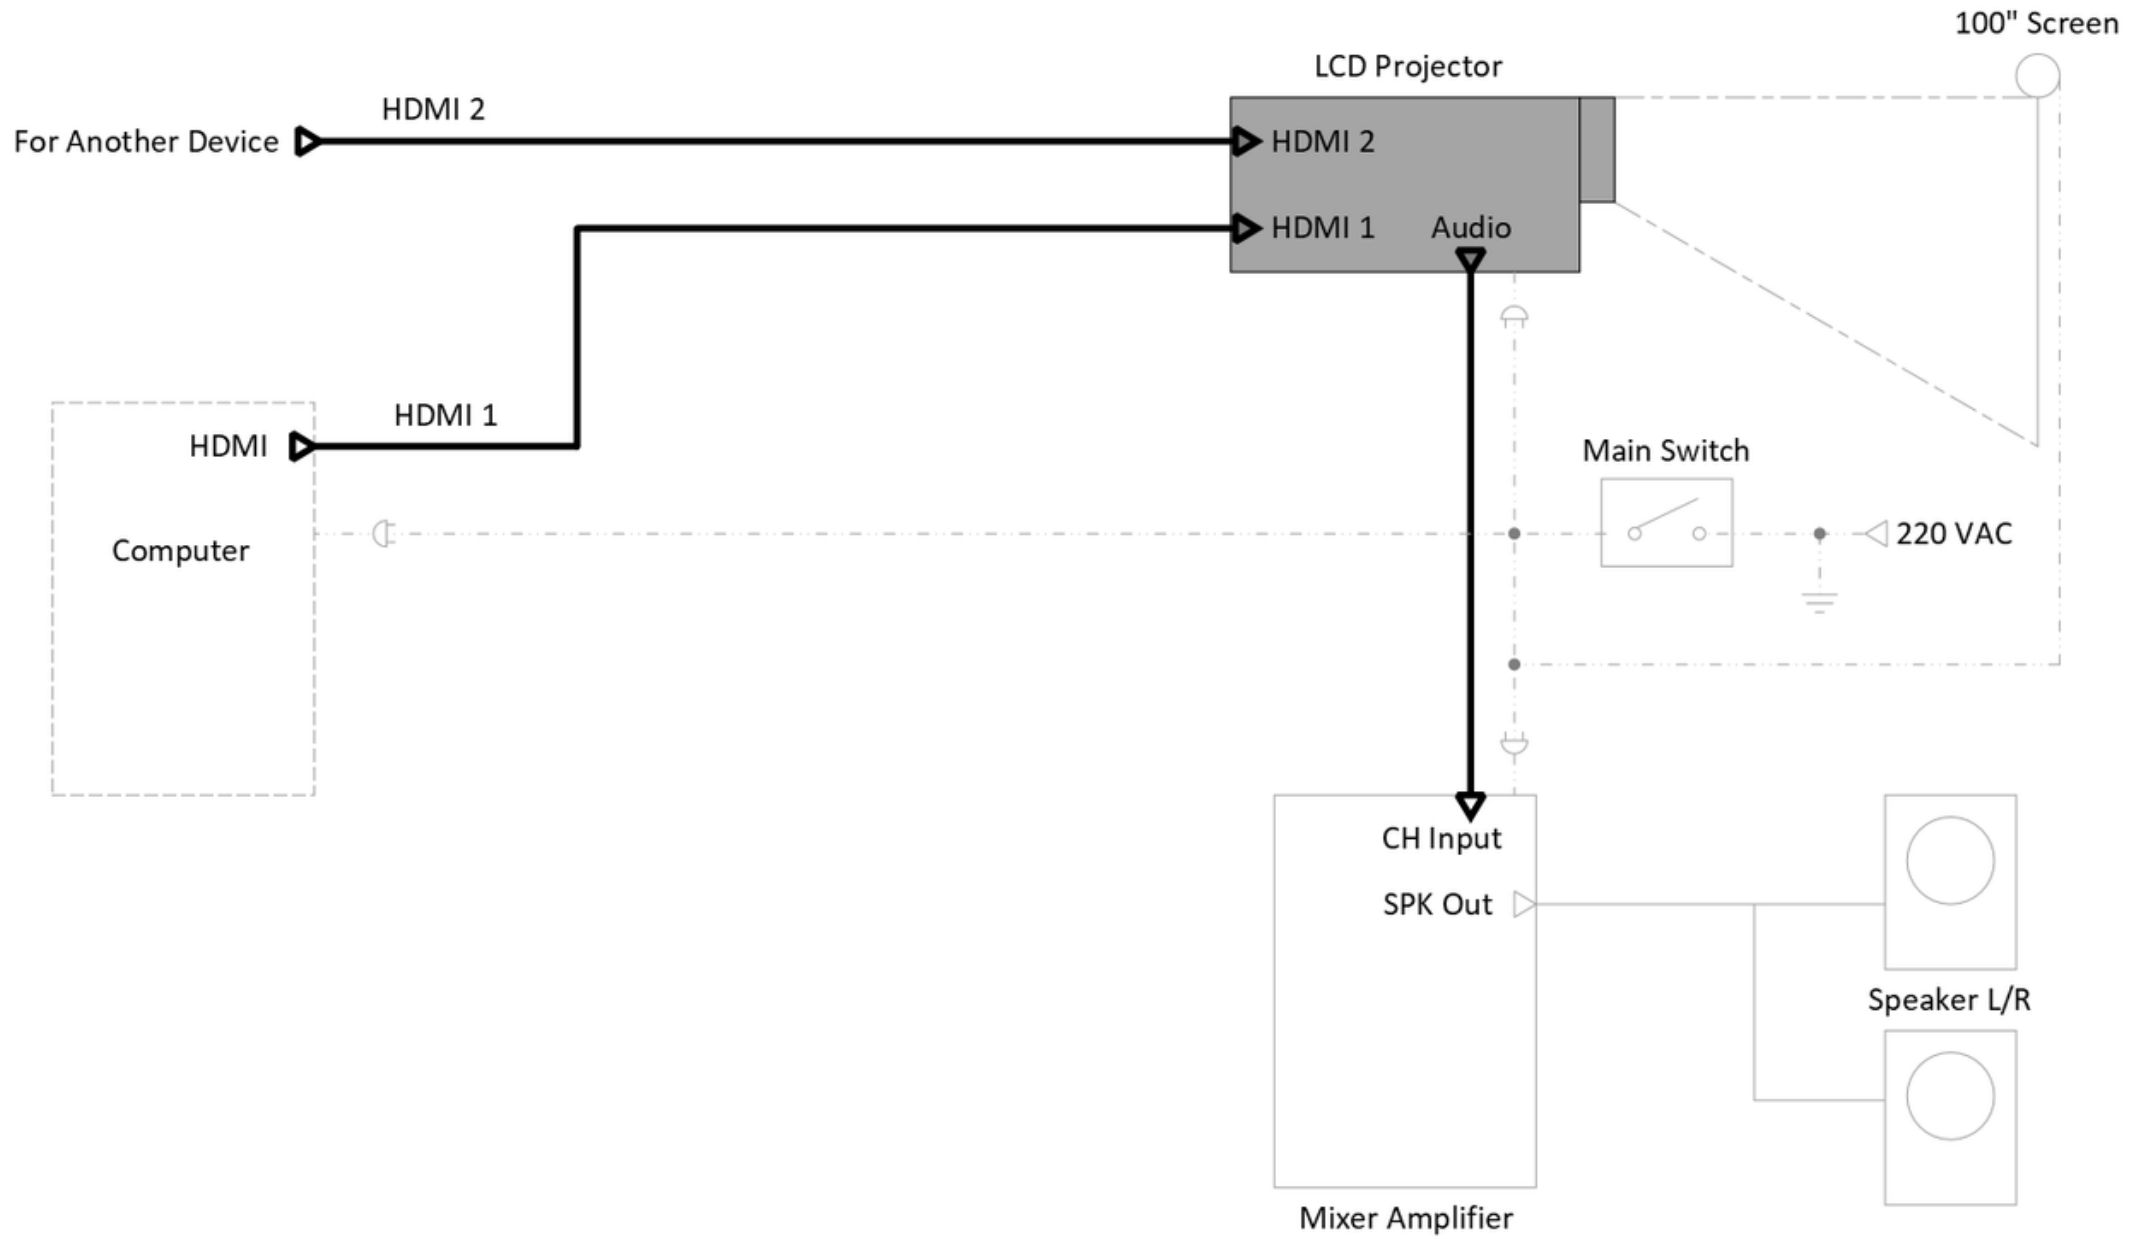 100" Screen
LCD Projector
HDMI 2
For Another Device
HDMI 2
HDMI 1
Audio
HDMI 1
HDMI
Main Switch
Computer
220 VAC
CH Input
SPK Out
Speaker L/R
Mixer Amplifier